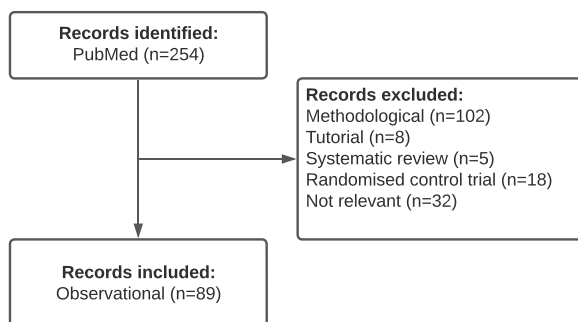 Records identified:
PubMed (n=254)
Records excluded:
Methodological (n=102)
Tutorial (n=8)
Systematic review (n=5)
Randomised control trial (n=18)
Not relevant (n=32)
Records included:
Observational (n=89)